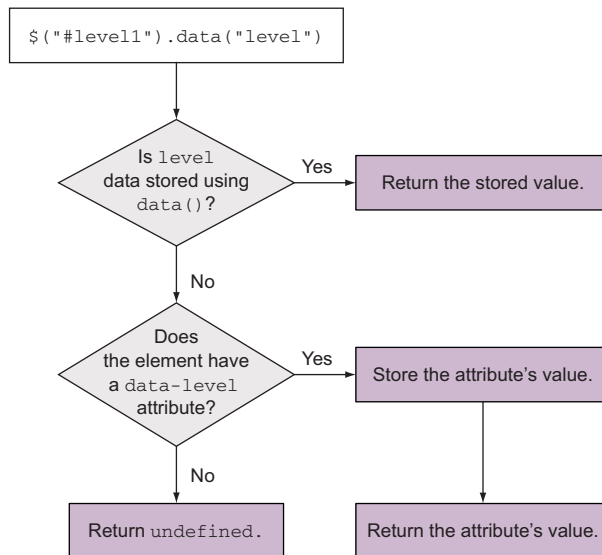 $("#level1").data("level")
Is level
data stored using
data()?
Yes
Return the stored value.
No
Does
the element have
a data-level
attribute?
Yes
Store the attribute’s value.
No
Return undefined.
Return the attribute’s value.